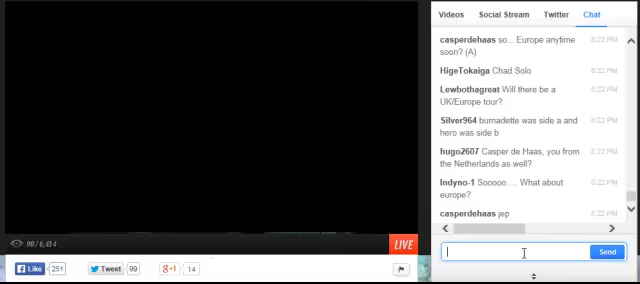 Videos Social Stream Twitter Chat
casperdehaas so... Europe anytime 8:22 PM
soon? (A)
HigeTokaiga Chad Solo 8:22 PM
Lewbothagreat Will there be a 8:22 PM
UK/Europe tour?
Silver964 burnadette was side a and 8:22 PM
hero was side b
hugo2607 Casper de Haas, you from 8:22 PM
the Netherlands as well?
Indyno-1 Sooooo..... What about 8:22 PM
europe?
casperdehaas jep 8:22 PM
90 / 6,434 LIVE
Send
Like 251 Tweet 99 g+1 14